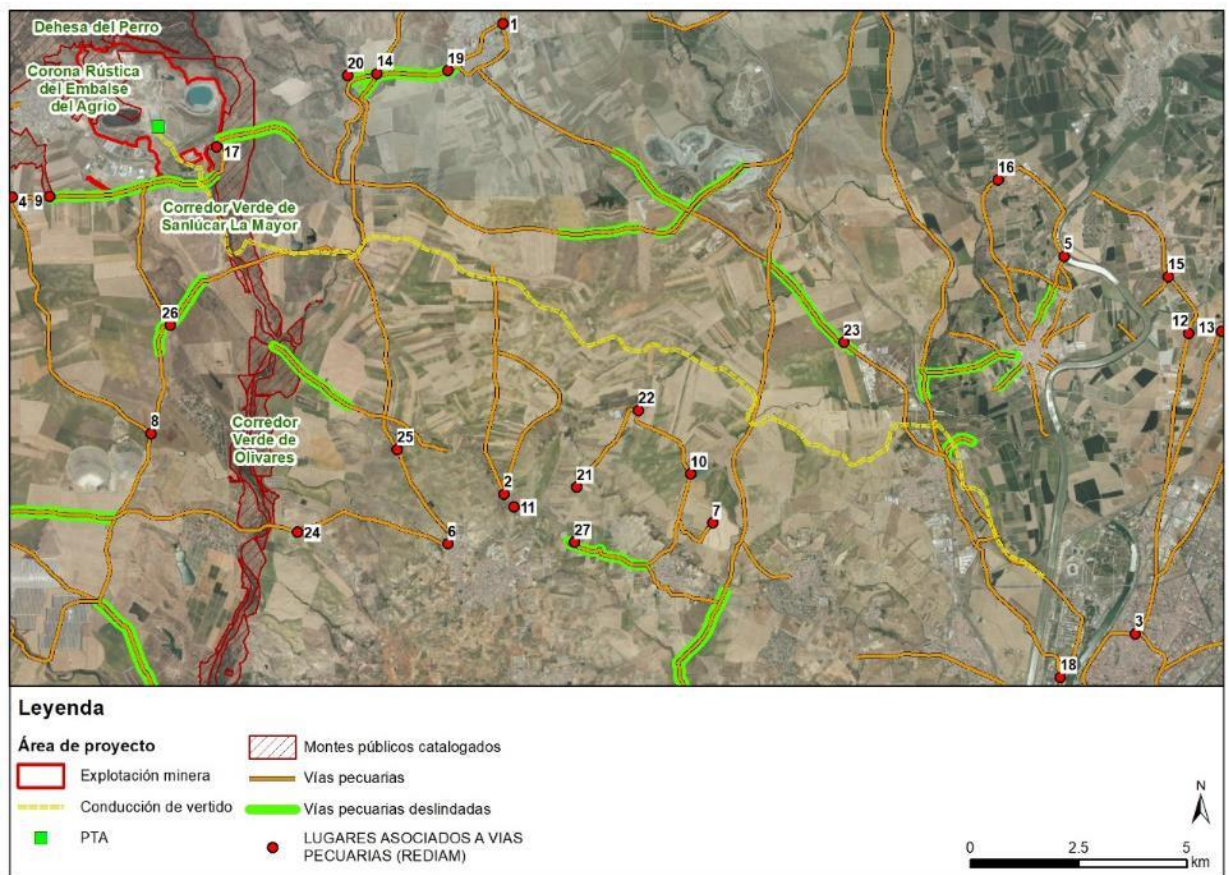 Dehesa del Perro
Corona Rústica
del Embalse
del Agrio
20
14
19
1
17
4
9
Corredor Verde de
Sanlúcar La Mayor
16
5
15
12
13
26
23
8
Corredor
Verde de
Olivares
25
22
2
11
21
10
7
24
6
27
3
18
Leyenda
Área de proyecto
Explotación minera
Conducción de vertido
PTA
Montes públicos catalogados
Vías pecuarias
Vías pecuarias deslindadas
LUGARES ASOCIADOS A VIAS
PECUARIAS (REDIAM)
N
0 2.5 5
km